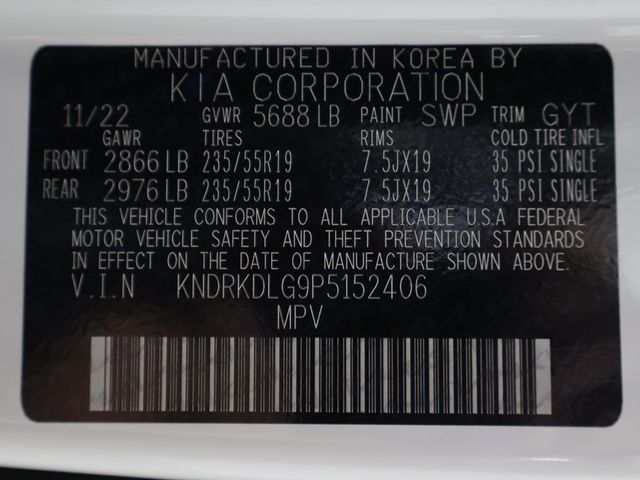 MANUFACTURED IN KOREA BY
KIA CORPORATION
11/22 GVWR 5688 LB PAINT SWP TRIM GYT
GAWR TIRES RIMS COLD TIRE INFL
FRONT 2866 LB 235/55R19 7.5JX19 35 PSI SINGLE
REAR 2976 LB 235/55R19 7.5JX19 35 PSI SINGLE
THIS VEHICLE CONFORMS TO ALL APPLICABLE U.S.A FEDERAL
MOTOR VEHICLE SAFETY AND THEFT PREVENTION STANDARDS
IN EFFECT ON THE DATE OF MANUFACTURE SHOWN ABOVE.
V.I.N KNDRKDLG9P5152406
MPV